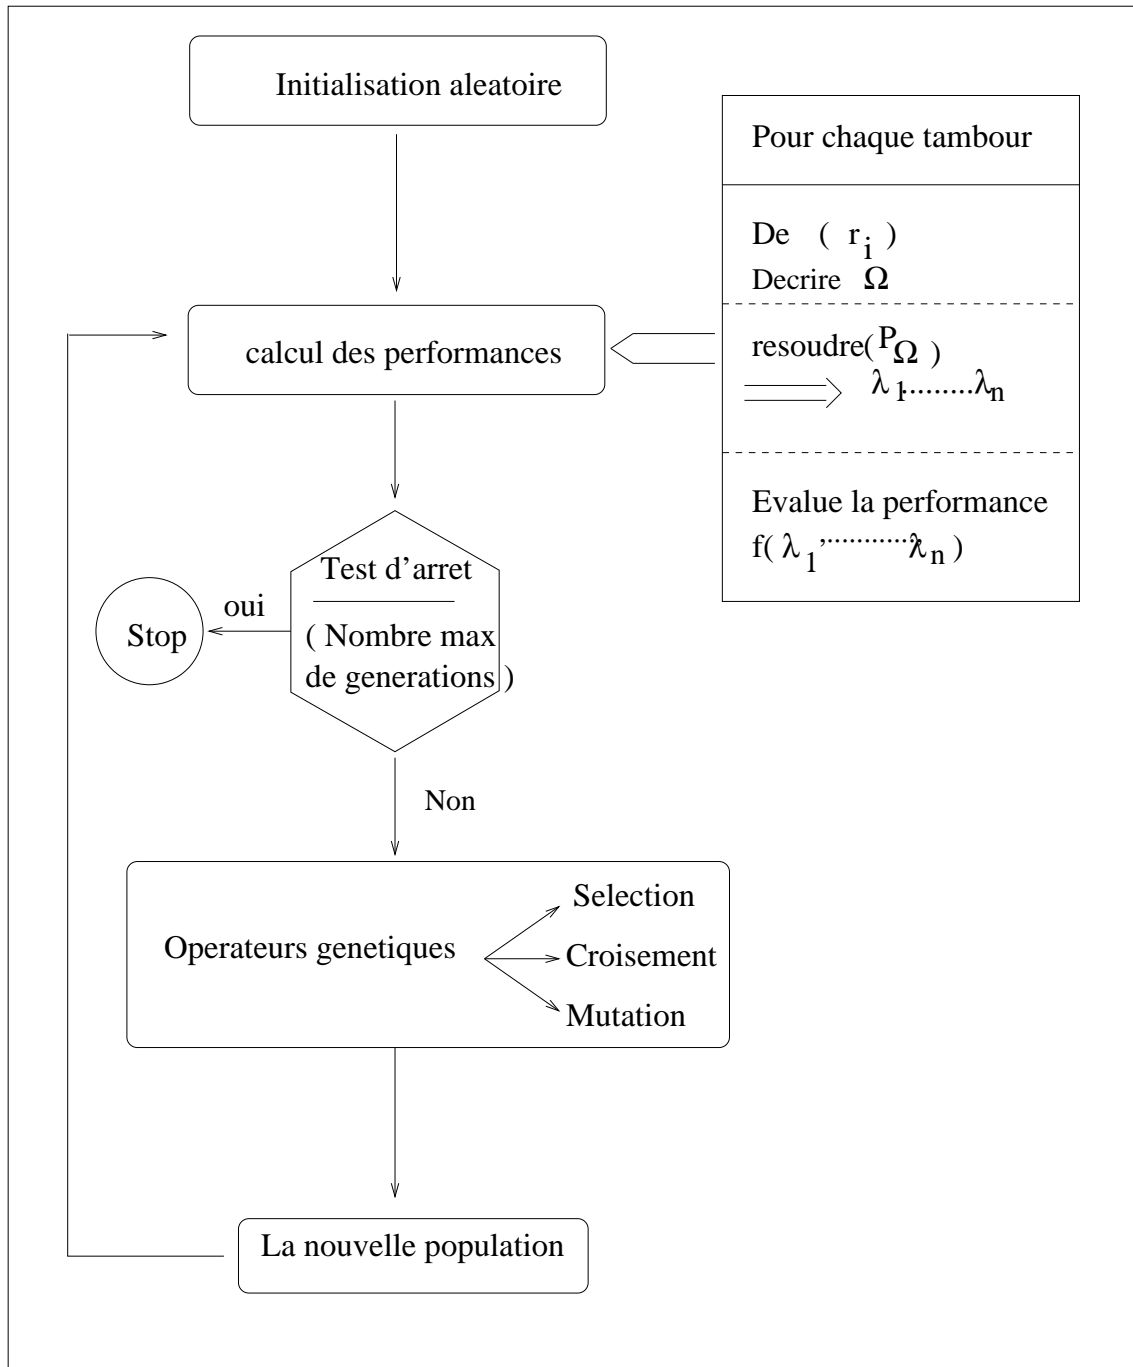 Initialisation aleatoire
Pour chaque tambour
De ( r_i )
Decrire Ω
calcul des performances
resoudre( P_Ω )
λ_1.........λ_n
Evalue la performance
f( λ_1,............,λ_n )
Test d'arret
( Nombre max
de generations )
oui
Stop
Non
Operateurs genetiques
Selection
Croisement
Mutation
La nouvelle population